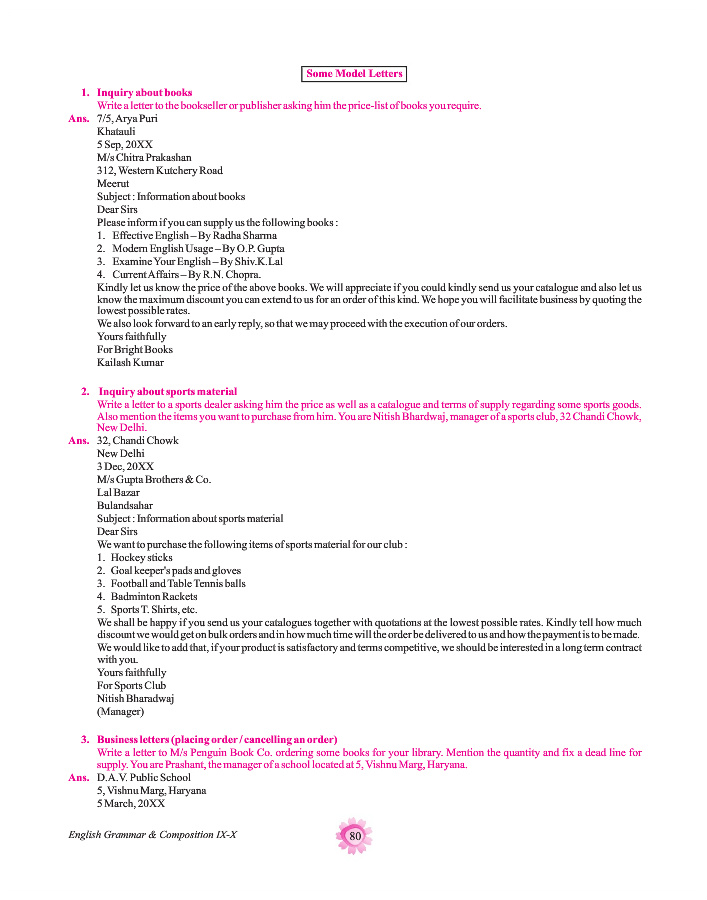 Some Model Letters
1. Inquiry about books
Write a letter to the bookseller or publisher asking him the price-list of books you require.
Ans. 7/5, Arya Puri
Khatauli
5 Sep, 20XX
M/s Chitra Prakashan
312, Western Kutchery Road
Meerut
Subject : Information about books
Dear Sirs
Please inform if you can supply us the following books :
1. Effective English – By Radha Sharma
2. Modern English Usage – By O.P. Gupta
3. Examine Your English – By Shiv.K.Lal
4. Current Affairs – By R.N. Chopra.
Kindly let us know the price of the above books. We will appreciate if you could kindly send us your catalogue and also let us
know the maximum discount you can extend to us for an order of this kind. We hope you will facilitate business by quoting the
lowest possible rates.
We also look forward to an early reply, so that we may proceed with the execution of our orders.
Yours faithfully
For Bright Books
Kailash Kumar
2. Inquiry about sports material
Write a letter to a sports dealer asking him the price as well as a catalogue and terms of supply regarding some sports goods.
Also mention the items you want to purchase from him. You are Nitish Bhardwaj, manager of a sports club, 32 Chandi Chowk,
New Delhi.
Ans. 32, Chandi Chowk
New Delhi
3 Dec, 20XX
M/s Gupta Brothers & Co.
Lal Bazar
Bulandsahar
Subject : Information about sports material
Dear Sirs
We want to purchase the following items of sports material for our club :
1. Hockey sticks
2. Goal keeper's pads and gloves
3. Football and Table Tennis balls
4. Badminton Rackets
5. Sports T. Shirts, etc.
We shall be happy if you send us your catalogues together with quotations at the lowest possible rates. Kindly tell how much
discount we would get on bulk orders and in how much time will the order be delivered to us and how the payment is to be made.
We would like to add that, if your product is satisfactory and terms competitive, we should be interested in a long term contract
with you.
Yours faithfully
For Sports Club
Nitish Bharadwaj
(Manager)
3. Business letters (placing order / cancelling an order)
Write a letter to M/s Penguin Book Co. ordering some books for your library. Mention the quantity and fix a dead line for
supply. You are Prashant, the manager of a school located at 5, Vishnu Marg, Haryana.
Ans. D.A.V. Public School
5, Vishnu Marg, Haryana
5 March, 20XX
English Grammar & Composition IX-X
80